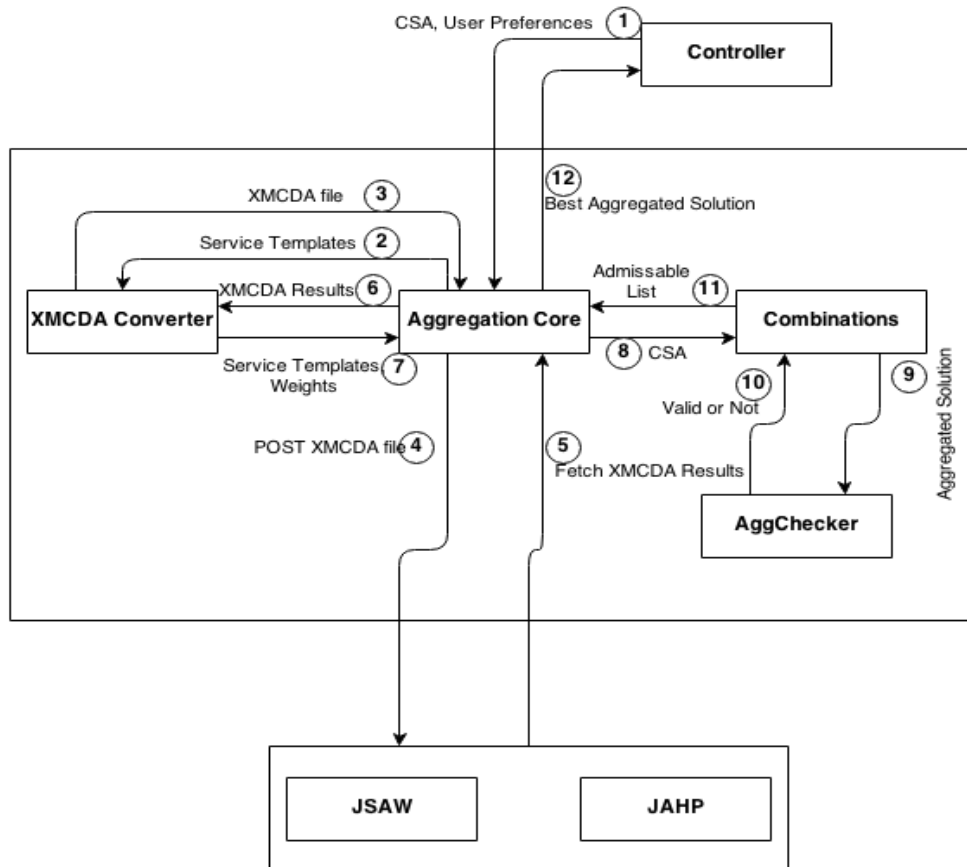 CSA, User Preferences
1
Controller
12
Best Aggregated Solution
XMCDA file
3
Service Templates
2
XMCDA Results
6
Admissable
List
11
XMCDA Converter
Aggregation Core
Combinations
Service Templates,
Weights
7
8
CSA
10
Valid or Not
9
Aggregated Solution
POST XMCDA file
4
5
Fetch XMCDA Results
AggChecker
JSAW
JAHP